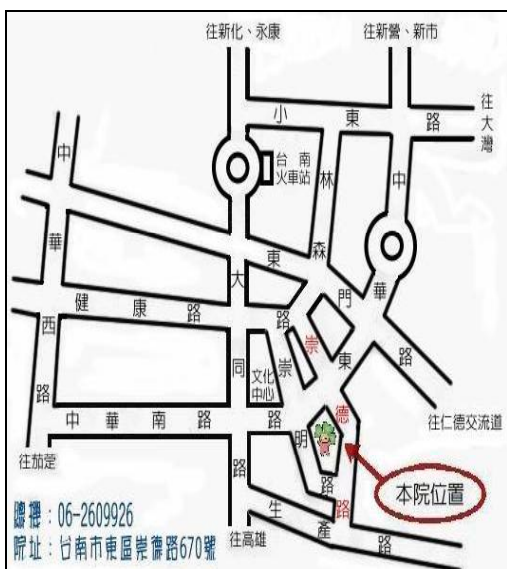 往新化、永康
往新營、新市
小東路
往大灣
台南
火車站
中華西路
林森路
中華東路
東門路
大同路
健康路
崇德路
崇明路
文化
中心
中華南路
往仁德交流道
往茄萣
本院位置
生產路
往高雄
聯機：06-2609926
院址：台南市東區崇德路670號